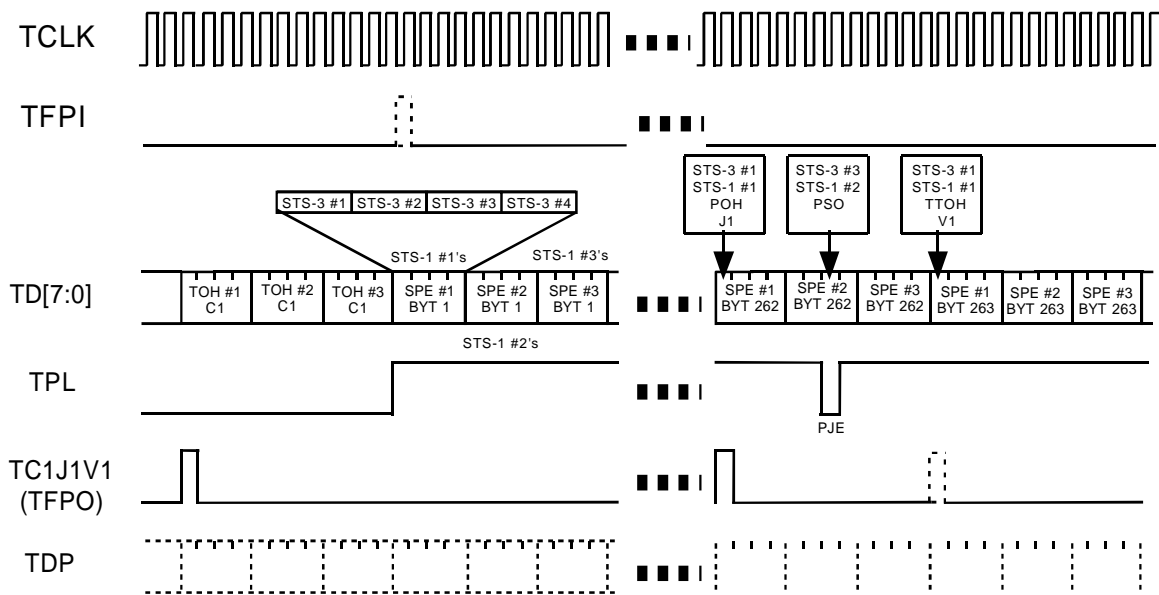 TCLK
TFPI
STS-3 #1
STS-1 #1
POH
J1
STS-3 #3
STS-1 #2
PSO
STS-3 #1
STS-1 #1
TTOH
V1
STS-3 #1 STS-3 #2 STS-3 #3 STS-3 #4
STS-1 #1's
STS-1 #3's
TD[7:0]
TOH #1
C1
TOH #2
C1
TOH #3
C1
SPE #1
BYT 1
SPE #2
BYT 1
SPE #3
BYT 1
SPE #1
BYT 262
SPE #2
BYT 262
SPE #3
BYT 262
SPE #1
BYT 263
SPE #2
BYT 263
SPE #3
BYT 263
STS-1 #2's
TPL
PJE
TC1J1V1
(TFPO)
TDP